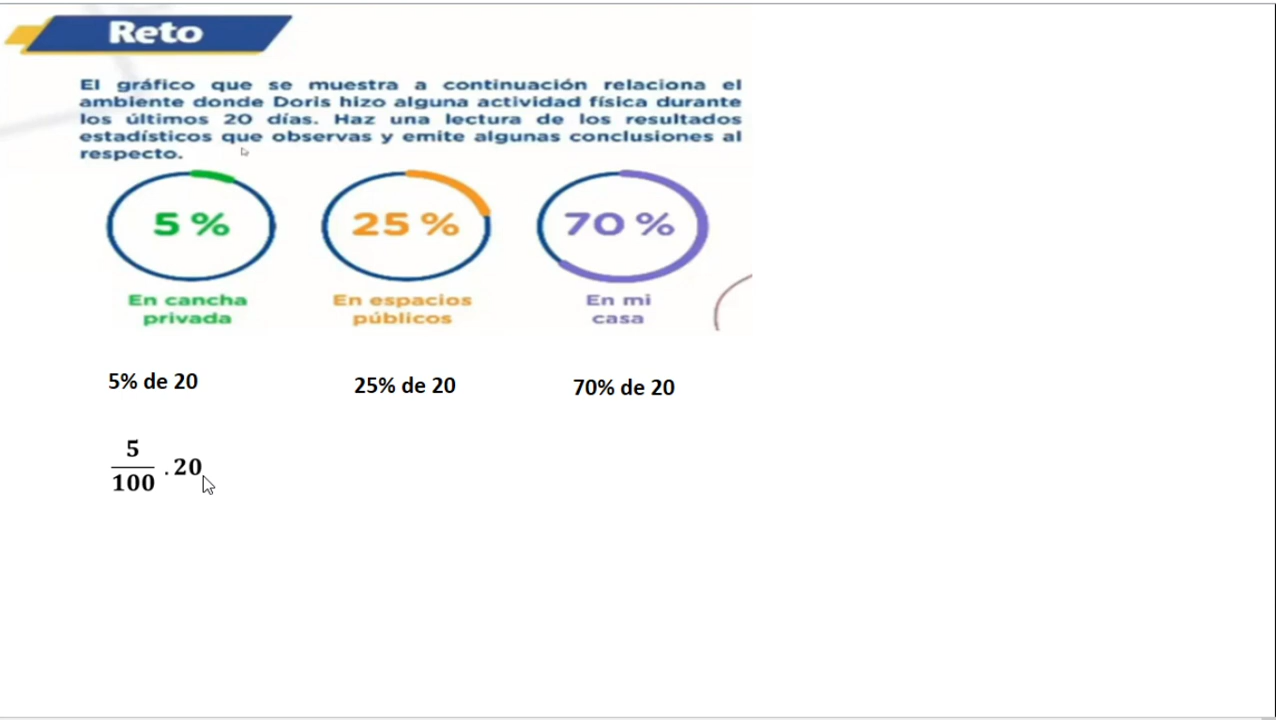 Reto
El gráfico que se muestra a continuación relaciona el
ambiente donde Doris hizo alguna actividad física durante
los últimos 20 días. Haz una lectura de los resultados
estadísticos que observas y emite algunas conclusiones al
respecto.
5 % 25 % 70 %
En cancha En espacios En mi
privada públicos casa
5% de 20 25% de 20 70% de 20
5
100 . 20